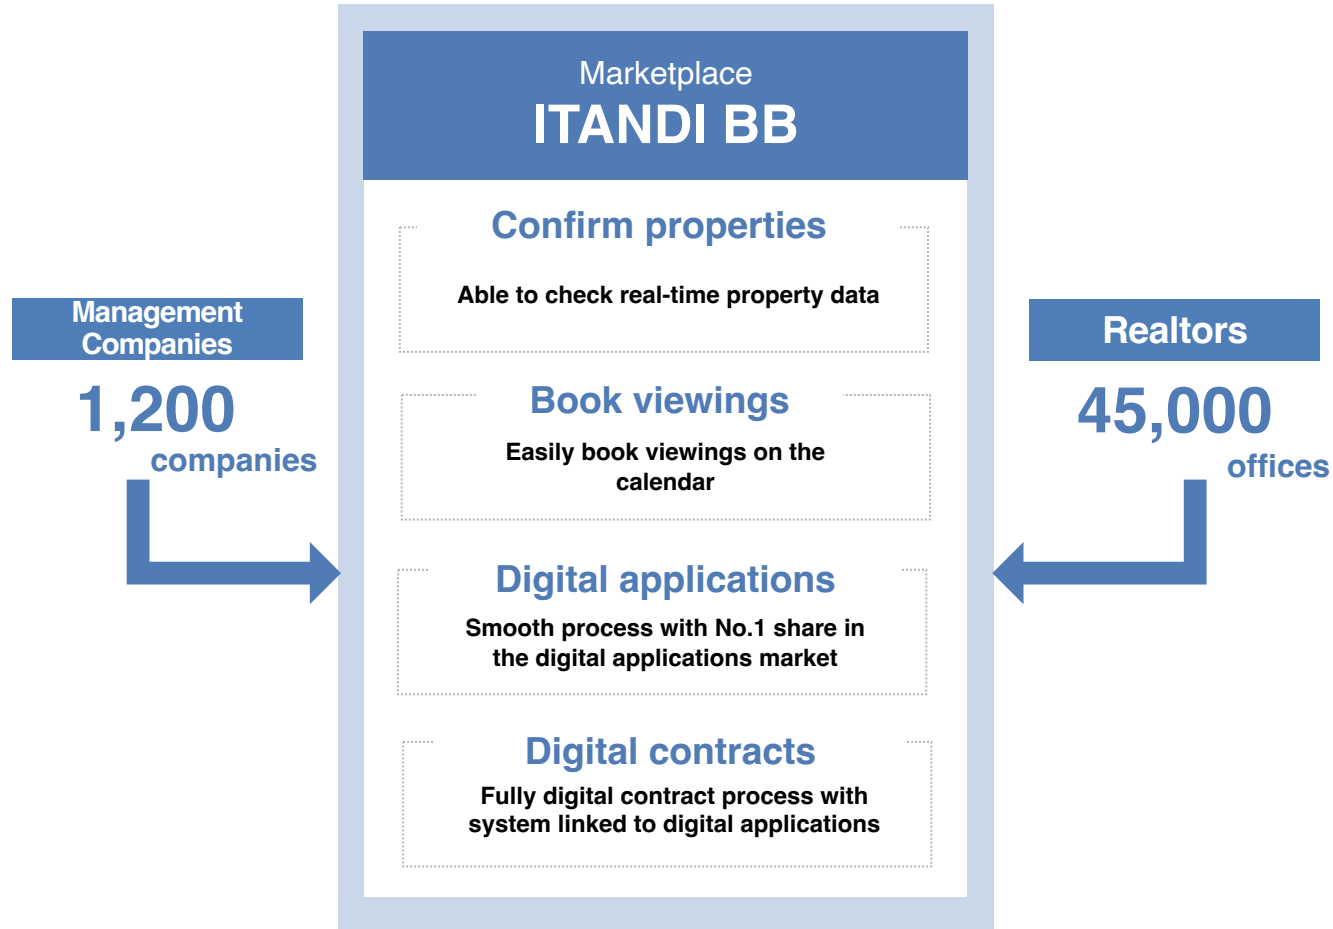 Marketplace
ITANDI BB
Management
Companies
1,200
companies
Confirm properties
Able to check real-time property data
Book viewings
Easily book viewings on the
calendar
Digital applications
Smooth process with No.1 share in
the digital applications market
Digital contracts
Fully digital contract process with
system linked to digital applications
Realtors
45,000
offices